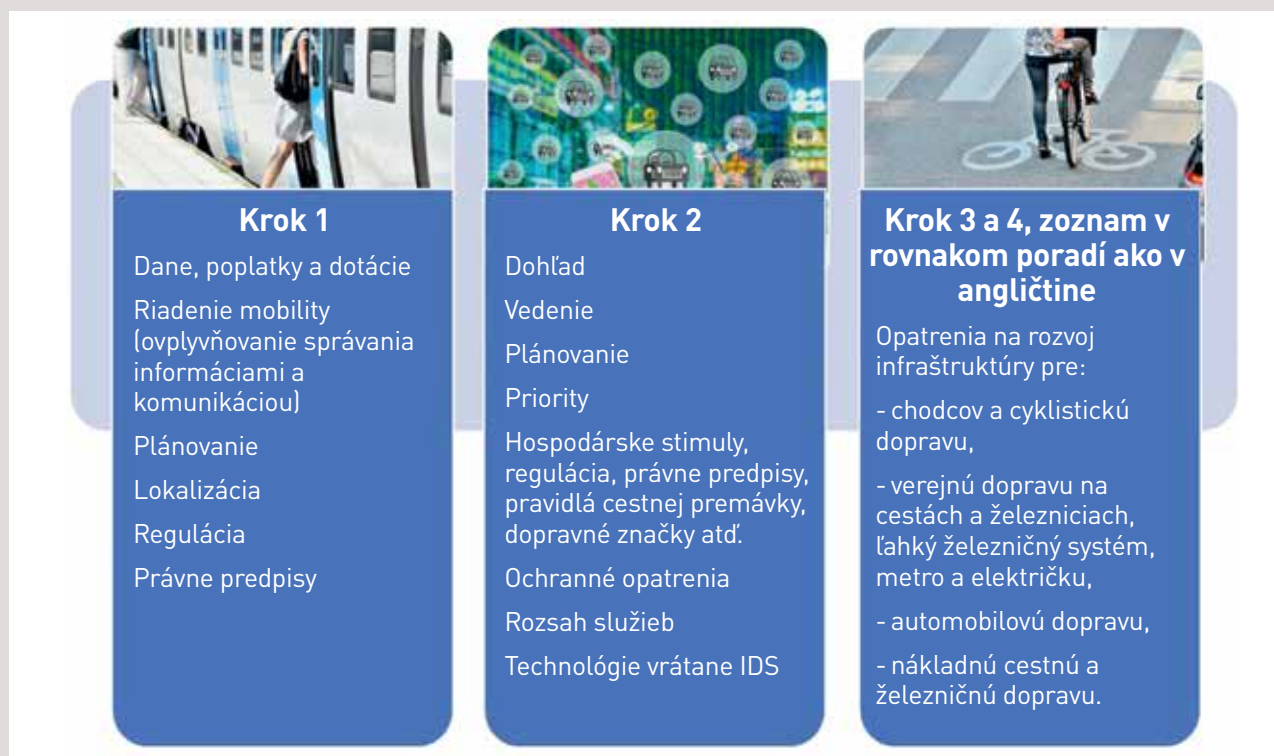 Krok 1
Dane, poplatky a dotácie
Riadenie mobility
(ovplyvňovanie správania
informáciami a
komunikáciou)
Plánovanie
Lokalizácia
Regulácia
Právne predpisy
Krok 2
Dohľad
Vedenie
Plánovanie
Priority
Hospodárske stimuly,
regulácia, právne predpisy,
pravidlá cestnej premávky,
dopravné značky atď.
Ochranné opatrenia
Rozsah služieb
Technológie vrátane IDS
Krok 3 a 4, zoznam v
rovnakom poradí ako v
angličtine
Opatrenia na rozvoj
infraštruktúry pre:
- chodcov a cyklistickú
dopravu,
- verejnú dopravu na
cestách a železniciach,
ľahký železničný systém,
metro a električku,
- automobilovú dopravu,
- nákladnú cestnú a
železničnú dopravu.